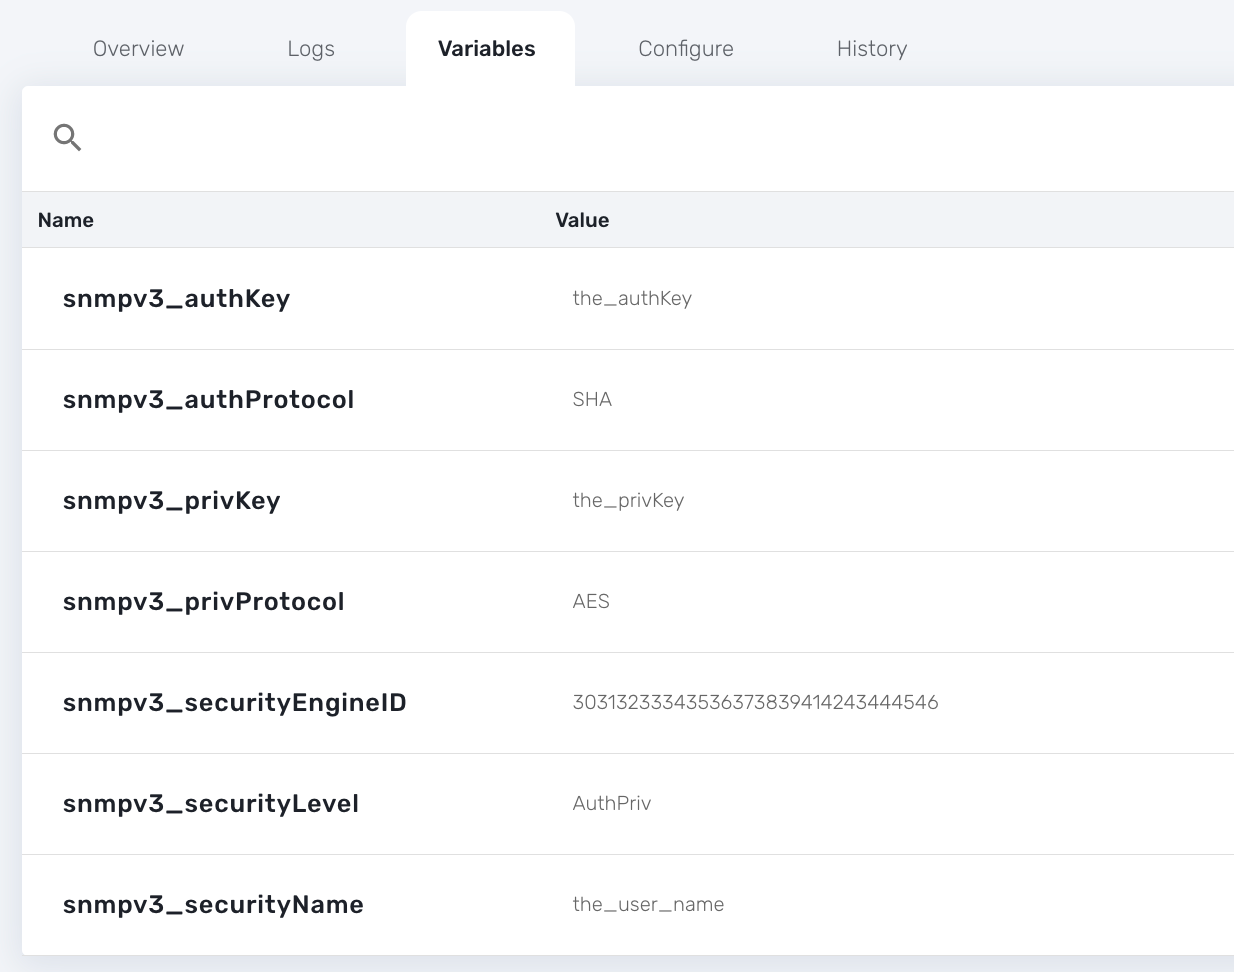 Overview Logs Variables Configure History
Name Value
snmpv3_authKey the_authKey
snmpv3_authProtocol SHA
snmpv3_privKey the_privKey
snmpv3_privProtocol AES
snmpv3_securityEngineID 30313233343536373839414243444546
snmpv3_securityLevel AuthPriv
snmpv3_securityName the_user_name